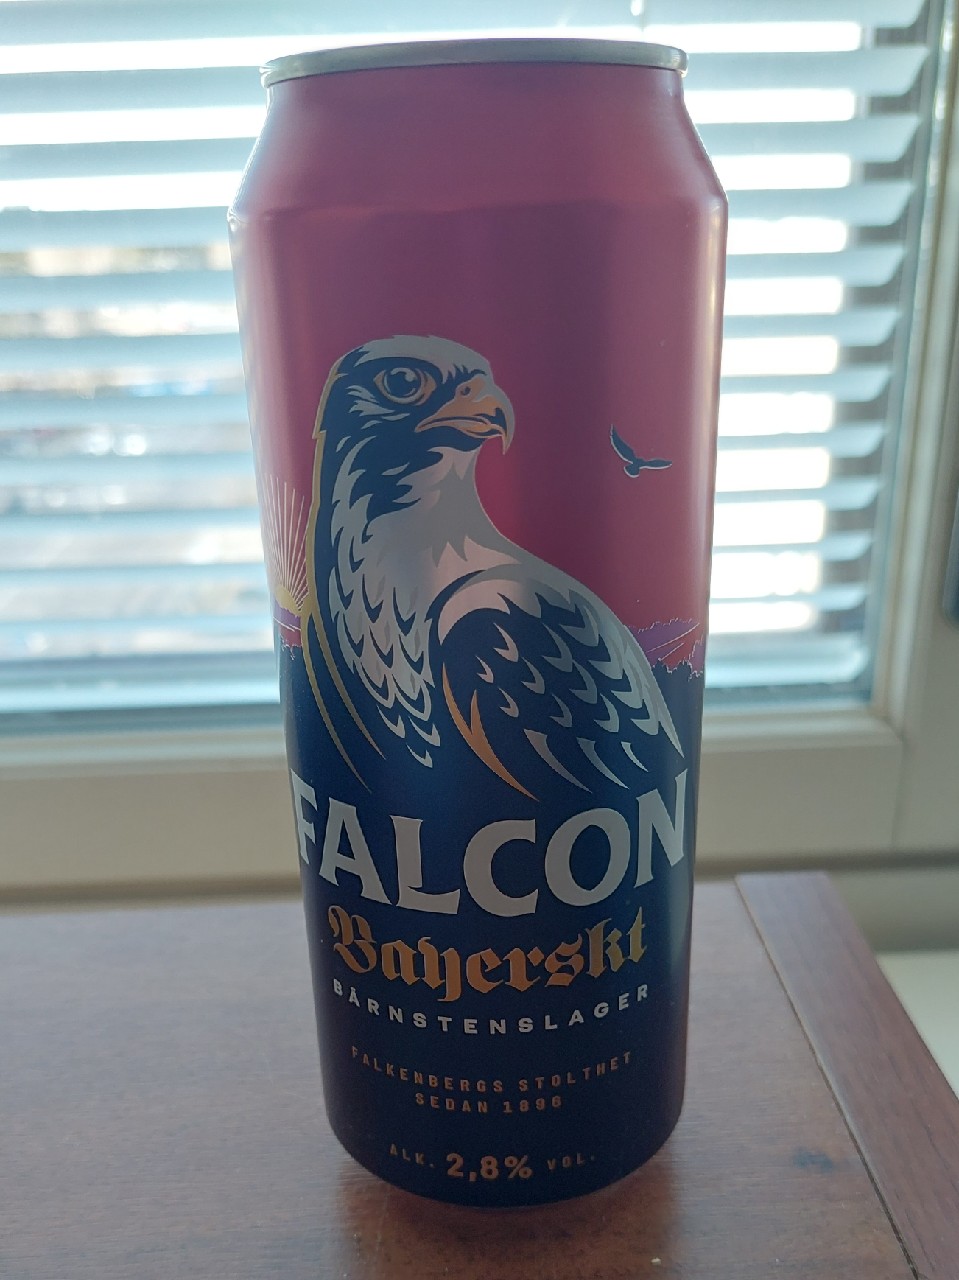 FALCON
Bayerskt
BÄRNSTENSLAGER
FALKENBERGS STOLTHET
SEDAN 1896
ALK. 2,8% VOL.